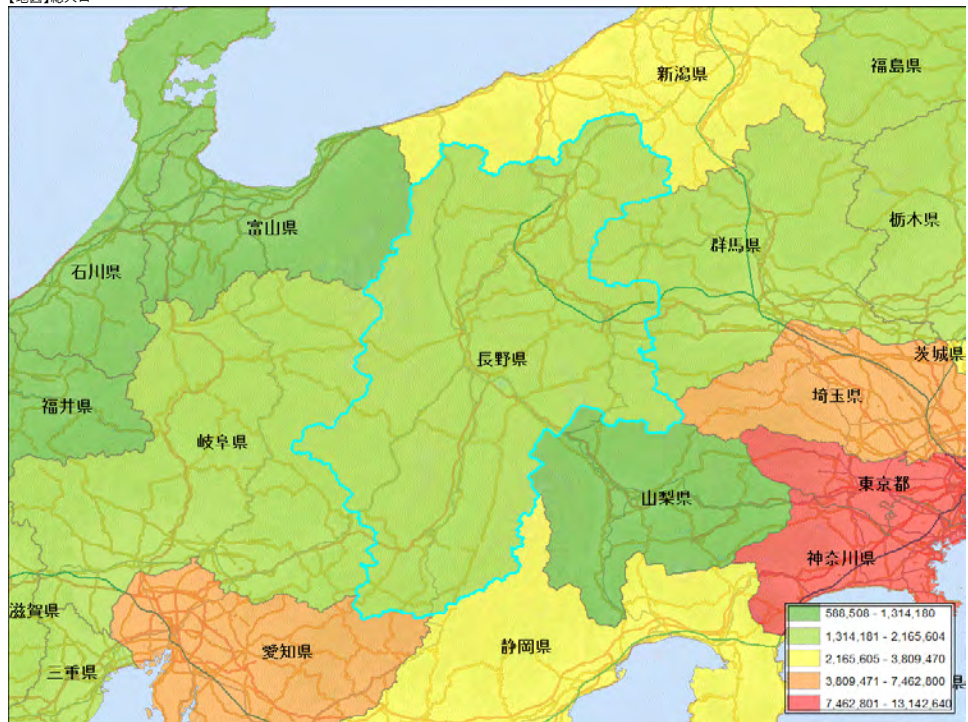 新潟県
福島県
富山県
栃木県
群馬県
石川県
長野県
茨城県
埼玉県
福井県
岐阜県
山梨県
東京都
神奈川県
滋賀県
愛知県
静岡県
三重県
588,508 - 1,314,180
1,314,181 - 2,165,604
2,165,605 - 3,809,470
3,809,471 - 7,462,800
7,462,801 - 13,142,640
県